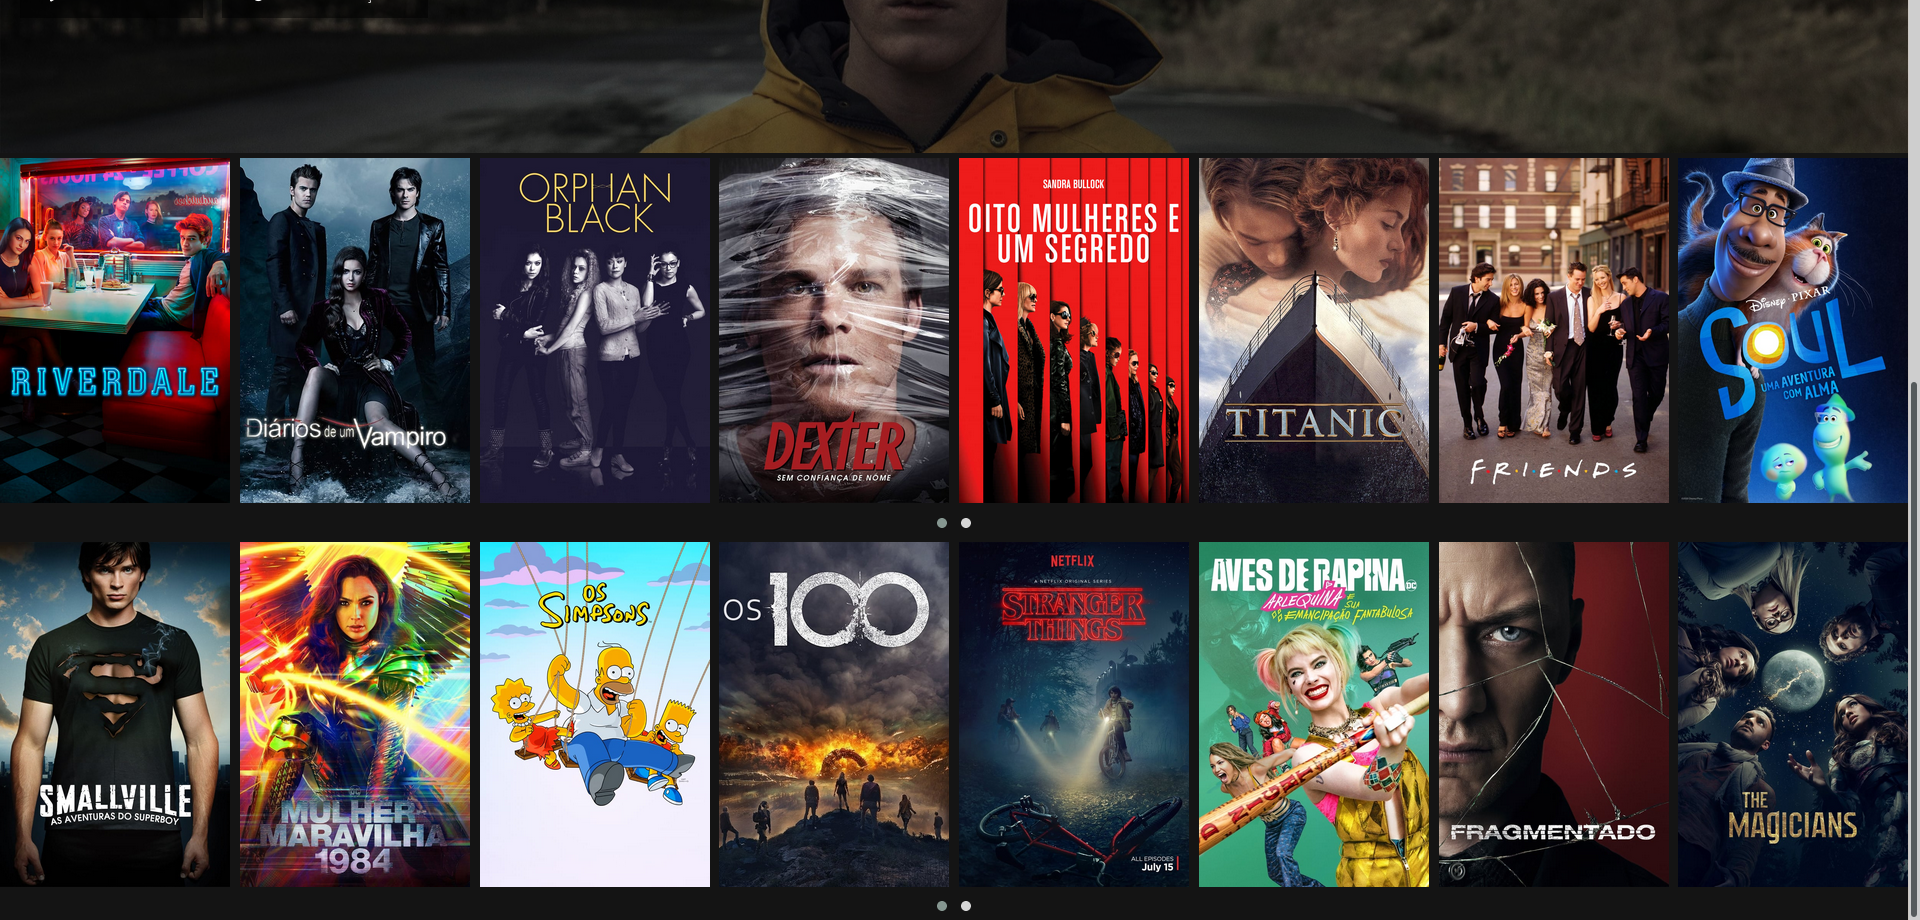 RIVERDALE
Diários de um Vampiro
ORPHAN
BLACK
DEXTER
SEM CONFIANÇA DE NOME
SANDRA BULLOCK
OITO MULHERES E
UM SEGREDO
TITANIC
F·R·I·E·N·D·S
DISNEY · PIXAR
SOUL
UMA AVENTURA
COM ALMA
SMALLVILLE
AS AVENTURAS DO SUPERBOY
MULHER-
MARAVILHA
1984
OS
SIMPSONS
OS 100
NETFLIX
A NETFLIX ORIGINAL SERIES
STRANGER
THINGS
ALL EPISODES
July 15
AVES DE RAPINA
DC
ARLEQUINA E SUA
EMANCIPAÇÃO FANTABULOSA
FRAGMENTADO
THE
MAGICIANS